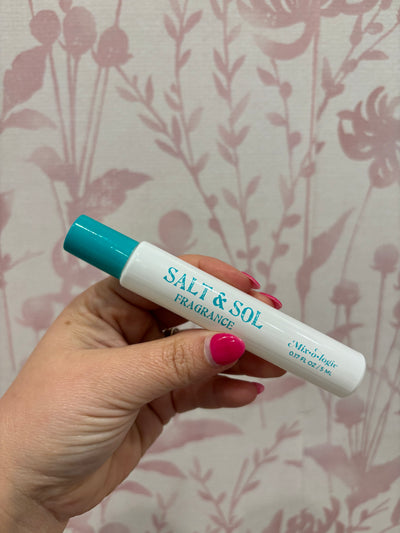 SALT & SOL
FRAGRANCE
Mixologie
0.17 FL OZ / 5 ML